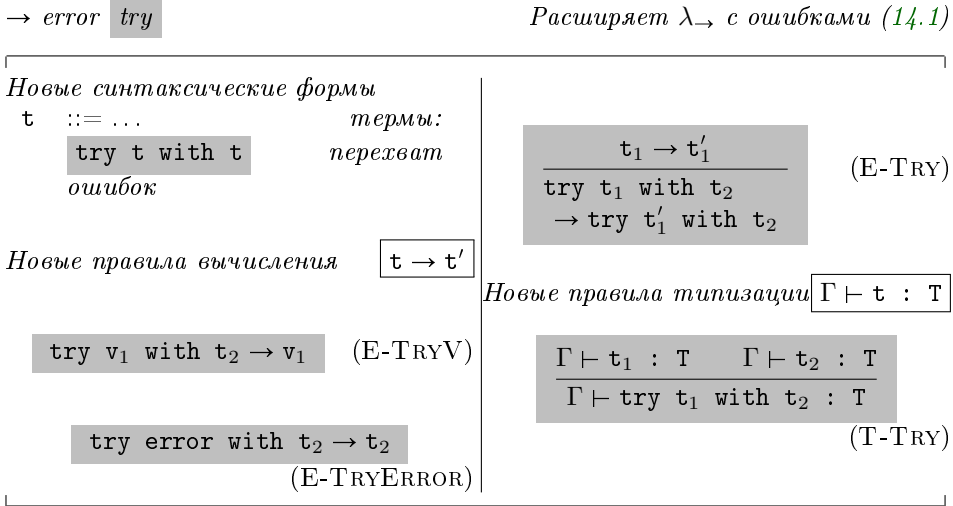 → error try Расширяет λ→ с ошибками (14.1)
Новые синтаксические формы
t ::= … термы:
try t with t перехват
ошибок
Новые правила вычисления t → t′
try v₁ with t₂ → v₁ (E-TRYV)
try error with t₂ → t₂
(E-TRYERROR)
t₁ → t′₁
(E-TRY)
try t₁ with t₂
→ try t′₁ with t₂
Новые правила типизации Γ ⊢ t : T
Γ ⊢ t₁ : T Γ ⊢ t₂ : T
Γ ⊢ try t₁ with t₂ : T
(T-TRY)